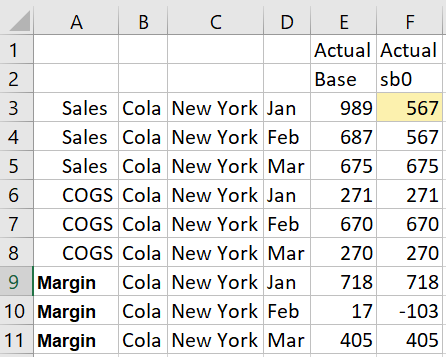 A B C D E F
1 Actual Actual
2 Base sb0
3 Sales Cola New York Jan 989 567
4 Sales Cola New York Feb 687 567
5 Sales Cola New York Mar 675 675
6 COGS Cola New York Jan 271 271
7 COGS Cola New York Feb 670 670
8 COGS Cola New York Mar 270 270
9 Margin Cola New York Jan 718 718
10 Margin Cola New York Feb 17 -103
11 Margin Cola New York Mar 405 405